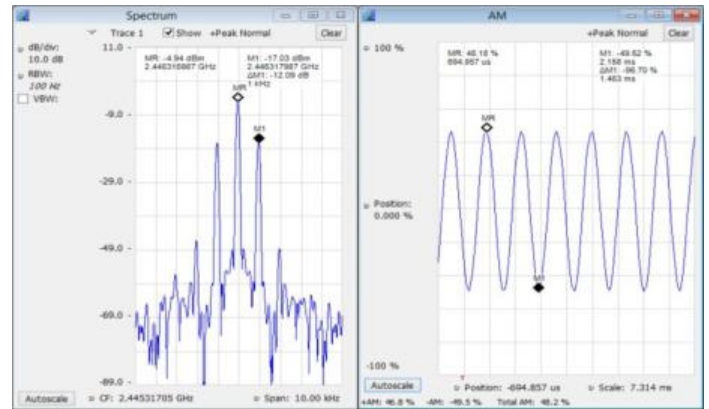 Spectrum
Trace 1 Show +Peak Normal Clear
dB/div:
10.0 dB
RBW:
100 Hz
VBW:
11.0
-9.0
-29.0
-49.0
-69.0
-89.0
MR: -4.94 dBm
2.446316987 GHz
M1: -17.03 dBm
2.446317987 GHz
ΔM1: -12.09 dB
1 kHz
MR
M1
Autoscale
CF: 2.44531705 GHz
Span: 10.00 kHz
AM
+Peak Normal Clear
100 %
MR: 46.18 %
694.857 us
M1: -49.62 %
2.158 ms
ΔM1: -96.70 %
1.463 ms
MR
M1
Position:
0.000 %
-100 %
Autoscale
Position: -694.857 us
Scale: 7.314 ms
+AM: 46.8 % -AM: -49.5 % Total AM: 48.2 %